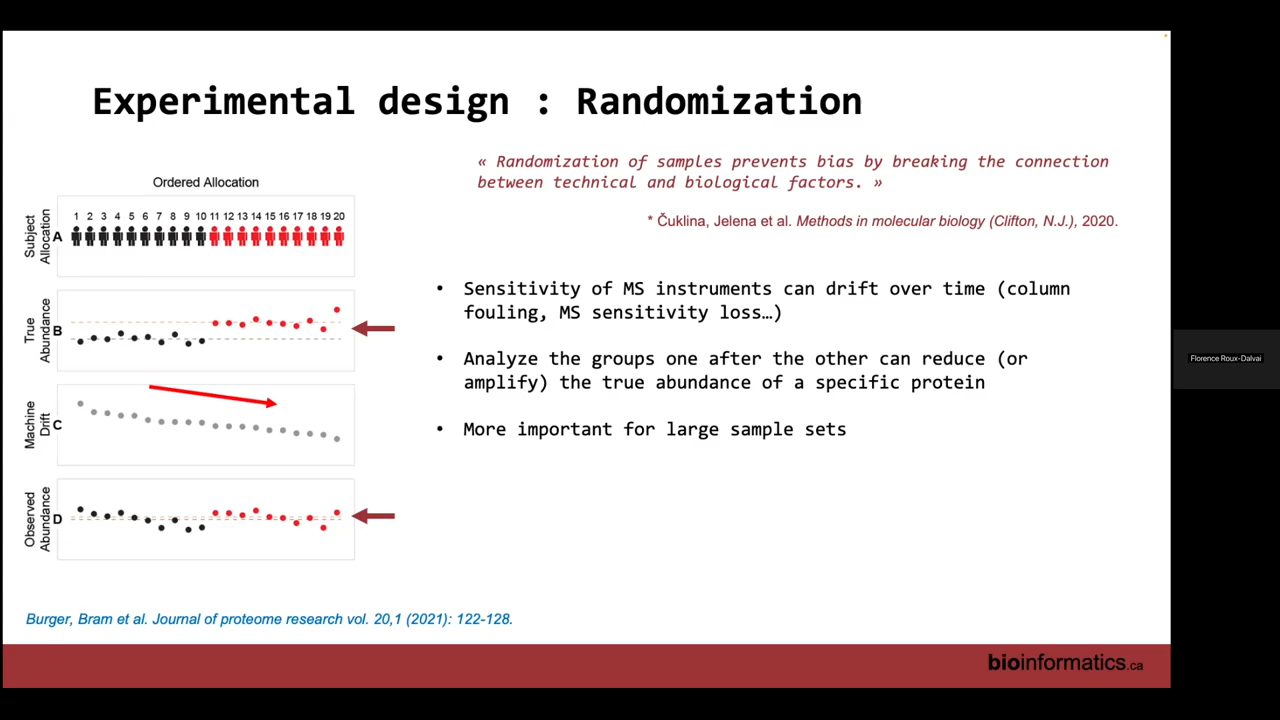 Experimental design : Randomization
« Randomization of samples prevents bias by breaking the connection
between technical and biological factors. »
* Čuklina, Jelena et al. Methods in molecular biology (Clifton, N.J.), 2020.
Ordered Allocation
Subject
Allocation
A
1 2 3 4 5 6 7 8 9 10 11 12 13 14 15 16 17 18 19 20
True
Abundance
B
Machine
Drift
C
Observed
Abundance
D
• Sensitivity of MS instruments can drift over time (column
fouling, MS sensitivity loss…)
• Analyze the groups one after the other can reduce (or
amplify) the true abundance of a specific protein
• More important for large sample sets
Florence Roux-Dalvai
Burger, Bram et al. Journal of proteome research vol. 20,1 (2021): 122-128.
bioinformatics.ca